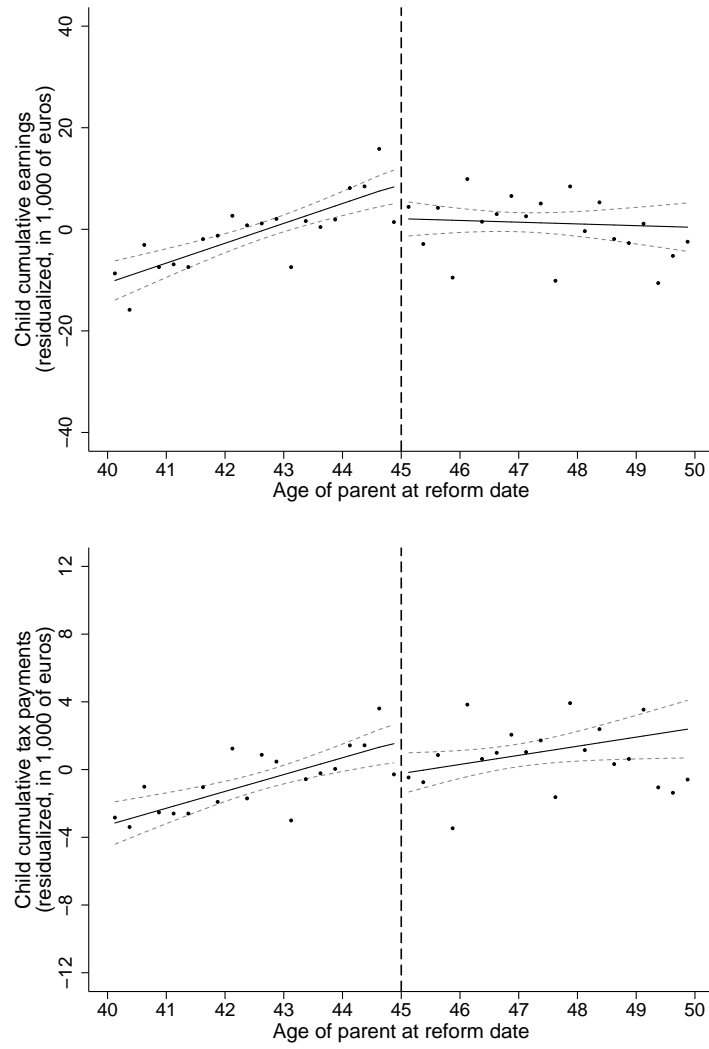 Child cumulative earnings
(residualized, in 1,000 of euros)
40
20
0
−20
−40
40 41 42 43 44 45 46 47 48 49 50
Age of parent at reform date
Child cumulative tax payments
(residualized, in 1,000 of euros)
12
8
4
0
−4
−8
−12
40 41 42 43 44 45 46 47 48 49 50
Age of parent at reform date